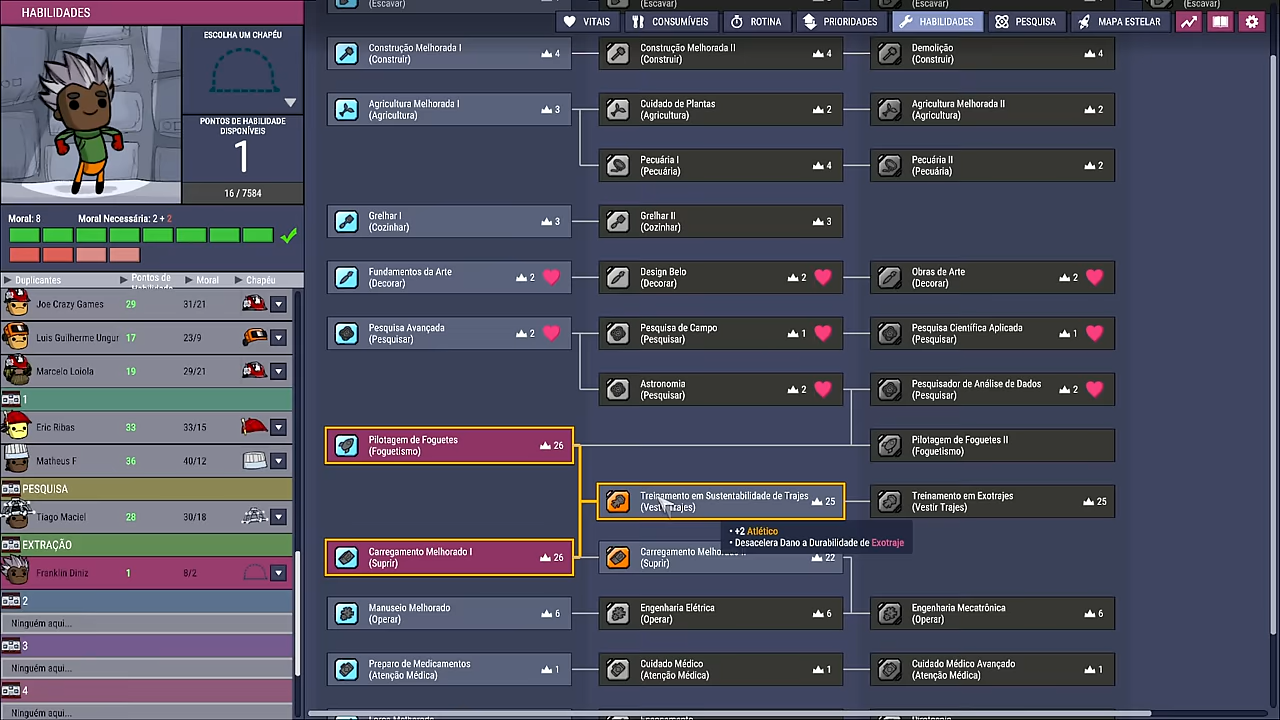 HABILIDADES
(Escavar)
(Escavar)
(Escavar)
VITAIS
CONSUMÍVEIS
ROTINA
PRIORIDADES
HABILIDADES
PESQUISA
MAPA ESTELAR
ESCOLHA UM CHAPÉU
PONTOS DE HABILIDADE
DISPONÍVEIS
1
16 / 7584
Moral: 8
Moral Necessária: 2 + 2
Duplicantes
Pontos de
Habilidade
Moral
Chapéu
Joe Crazy Games
29
31/21
Luis Guilherme Ungur
17
23/9
Marcelo Loiola
19
29/21
1
Eric Ribas
33
33/15
Matheus F
36
40/12
PESQUISA
Tiago Maciel
28
30/18
EXTRAÇÃO
Franklin Diniz
1
8/2
2
Ninguém aqui...
3
Ninguém aqui...
4
Ninguém aqui...
Construção Melhorada I
(Construir)
4
Construção Melhorada II
(Construir)
4
Demolição
(Construir)
4
Agricultura Melhorada I
(Agricultura)
3
Cuidado de Plantas
(Agricultura)
2
Agricultura Melhorada II
(Agricultura)
2
Pecuária I
(Pecuária)
4
Pecuária II
(Pecuária)
2
Grelhar I
(Cozinhar)
3
Grelhar II
(Cozinhar)
3
Fundamentos da Arte
(Decorar)
2
Design Belo
(Decorar)
2
Obras de Arte
(Decorar)
2
Pesquisa Avançada
(Pesquisar)
2
Pesquisa de Campo
(Pesquisar)
1
Pesquisa Científica Aplicada
(Pesquisar)
1
Astronomia
(Pesquisar)
2
Pesquisador de Análise de Dados
(Pesquisar)
2
Pilotagem de Foguetes
(Foguetismo)
26
Pilotagem de Foguetes II
(Foguetismo)
Treinamento em Sustentabilidade de Trajes
(Vestir Trajes)
25
Treinamento em Exotrajes
(Vestir Trajes)
25
• +2 Atlético
• Desacelera Dano a Durabilidade de Exotraje
Carregamento Melhorado I
(Suprir)
26
Carregamento
(Suprir)
22
Manuseio Melhorado
(Operar)
6
Engenharia Elétrica
(Operar)
6
Engenharia Mecatrônica
(Operar)
6
Preparo de Medicamentos
(Atenção Médica)
1
Cuidado Médico
(Atenção Médica)
1
Cuidado Médico Avançado
(Atenção Médica)
1